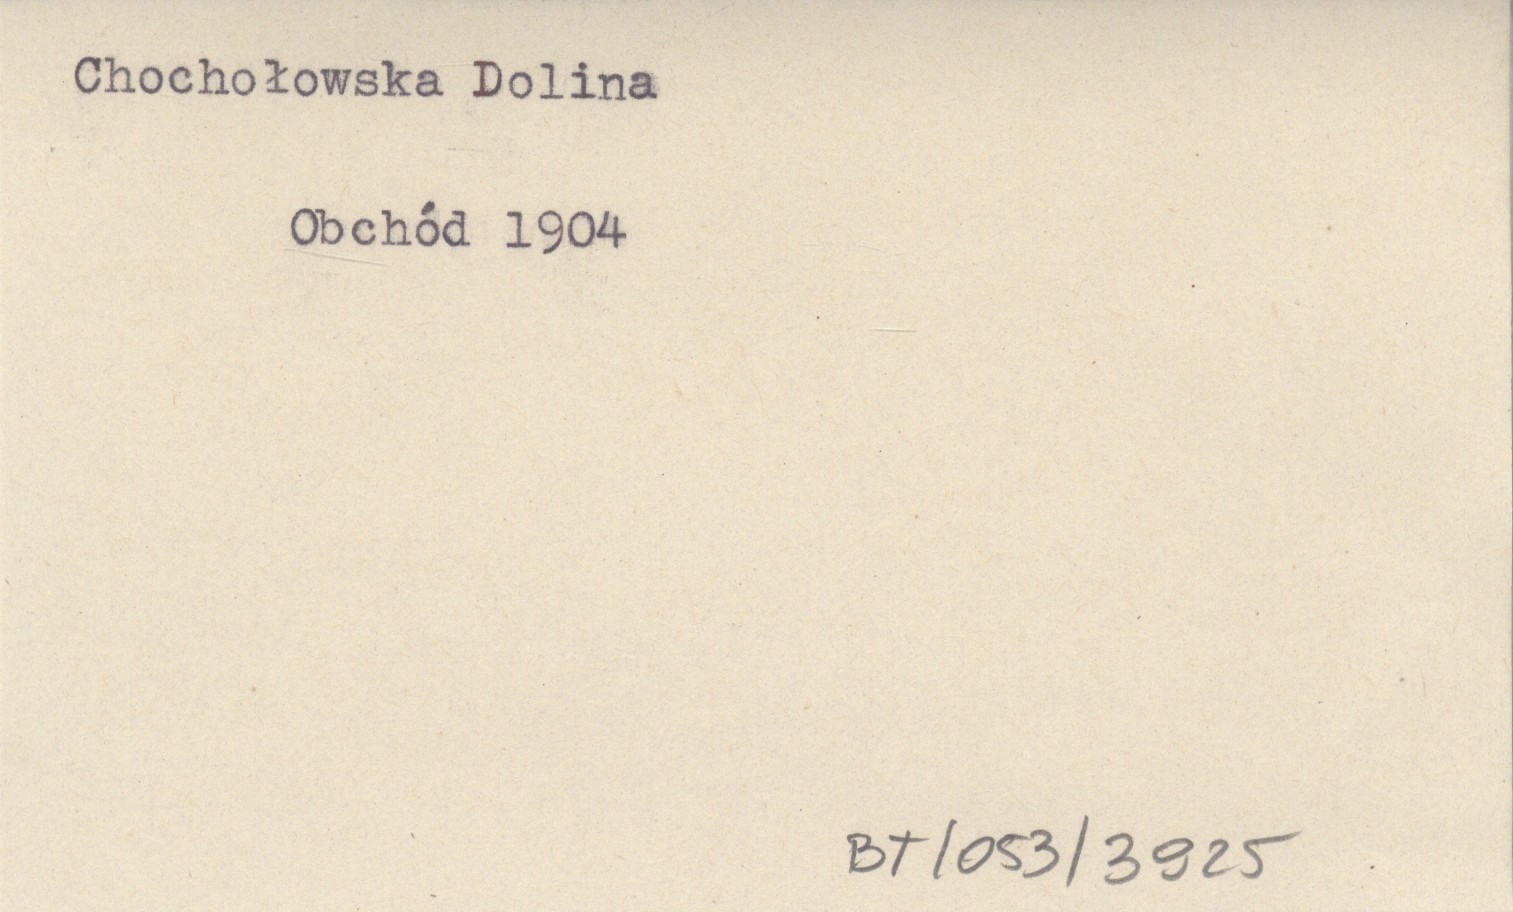 Chochołowska Dolina
Obchód 1904
BT/053/3925